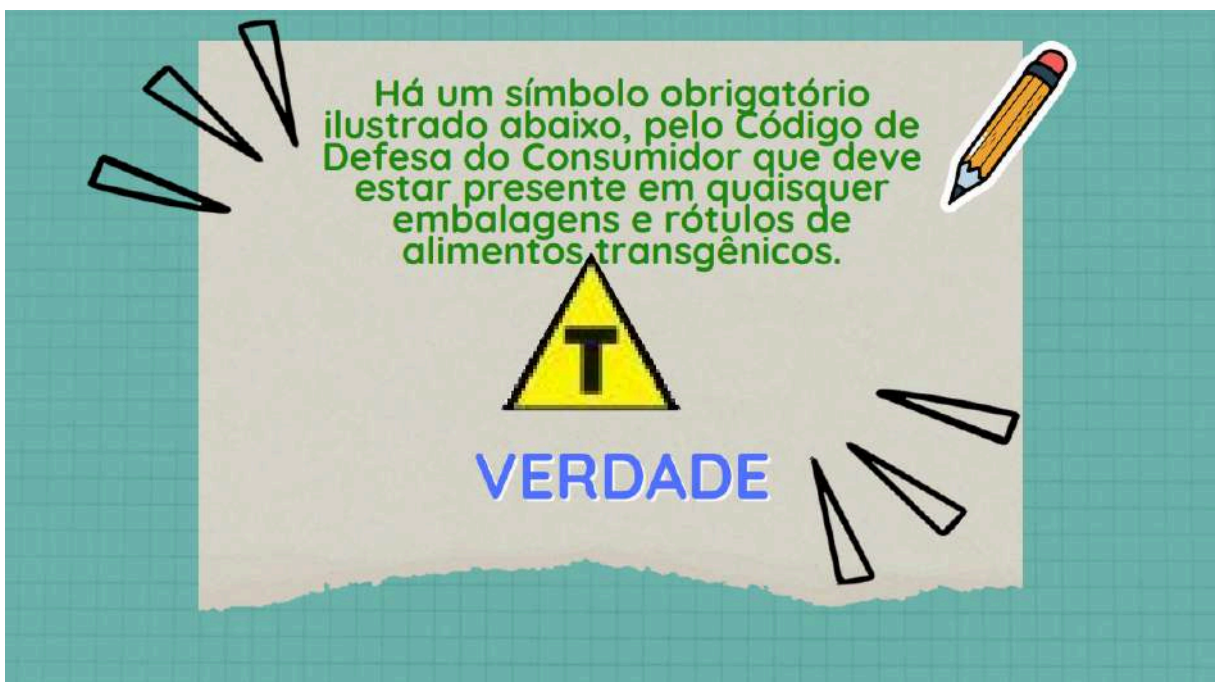 Há um símbolo obrigatório
ilustrado abaixo, pelo Código de
Defesa do Consumidor que deve
estar presente em quaisquer
embalagens e rótulos de
alimentos transgênicos.
T
VERDADE